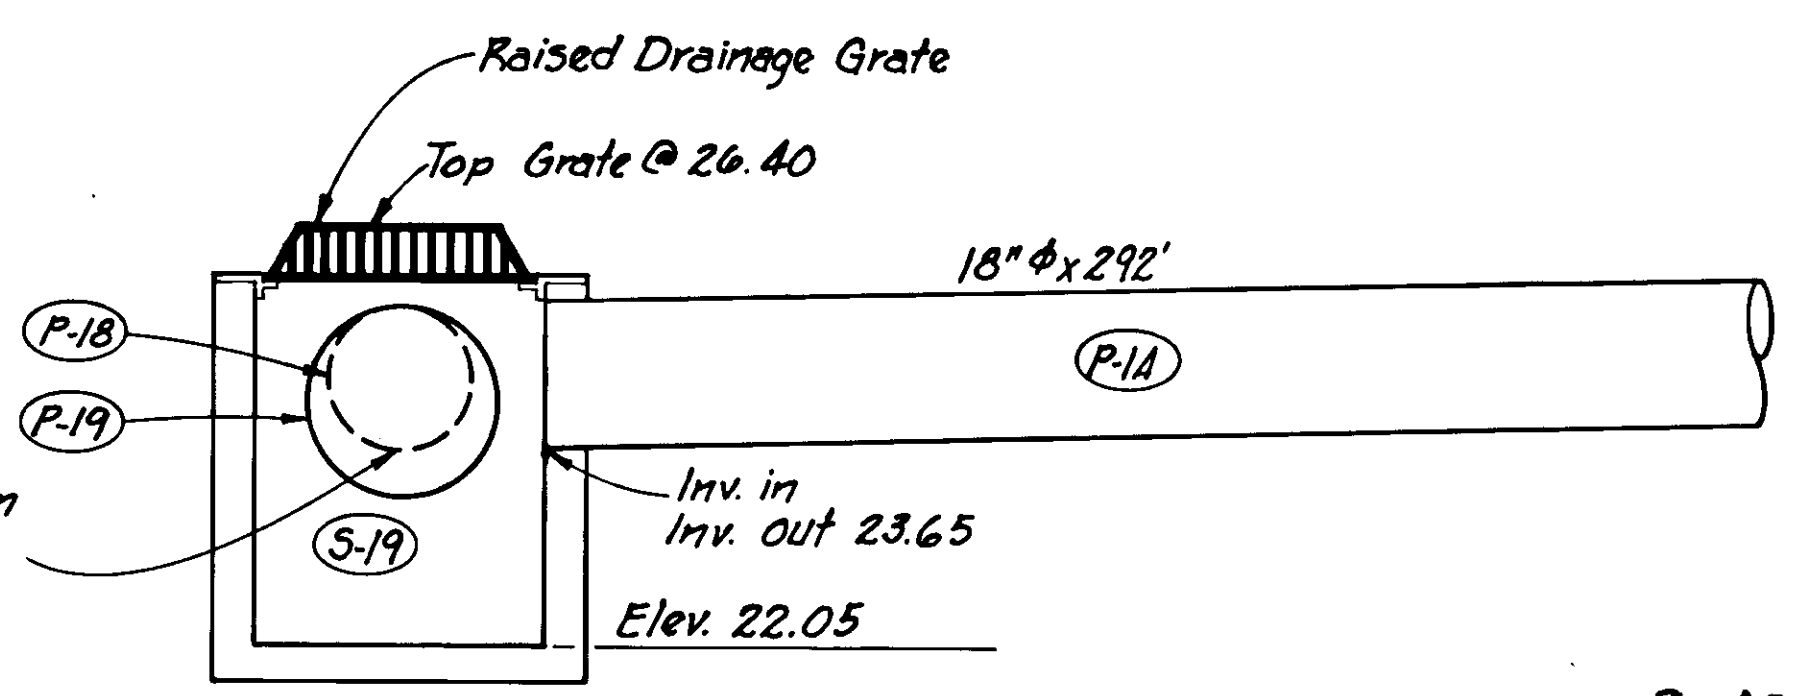 Raised Drainage Grate
Top Grate @ 26.40
18" ϕ x 292'
P-18
P-1A
P-19
Inv. in
Inv. out 23.65
S-19
Elev. 22.05